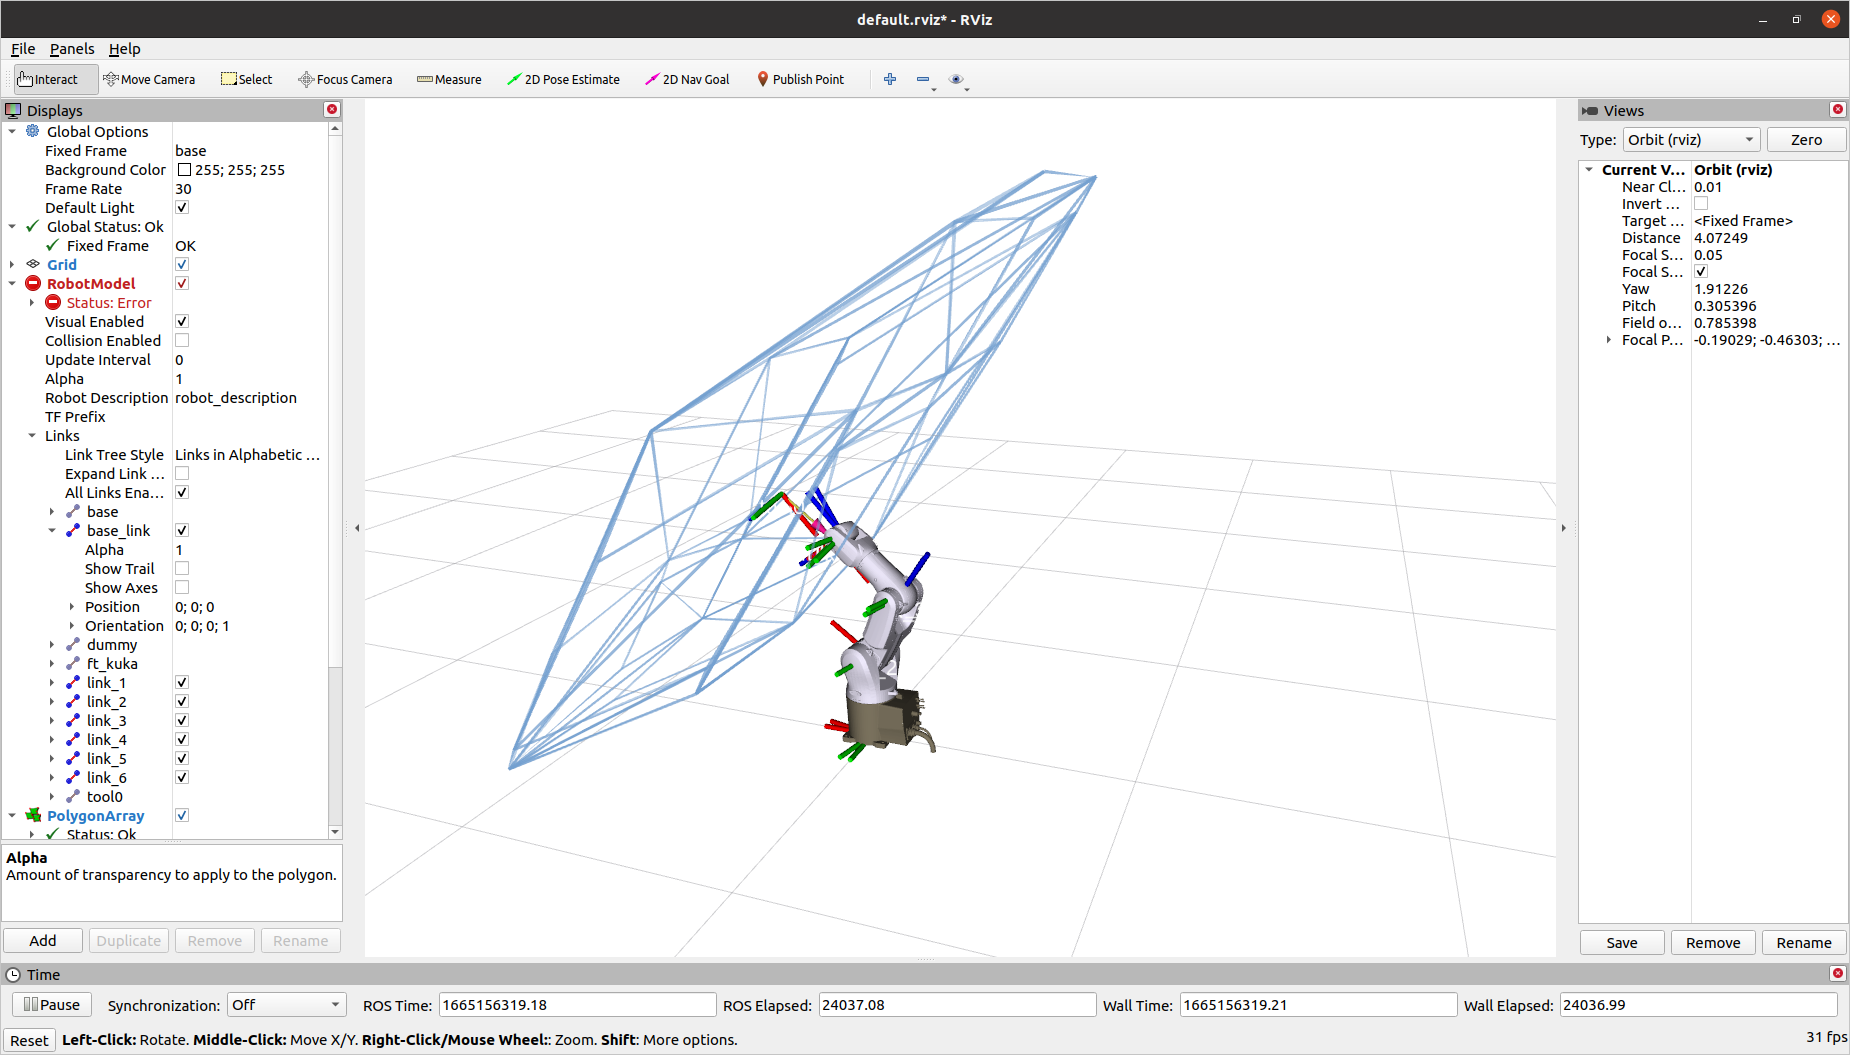 default.rviz* - RViz
File Panels Help
Interact Move Camera Select Focus Camera Measure 2D Pose Estimate 2D Nav Goal Publish Point
Displays
Global Options
Fixed Frame base
Background Color 255; 255; 255
Frame Rate 30
Default Light
Global Status: Ok
Fixed Frame OK
Grid
RobotModel
Status: Error
Visual Enabled
Collision Enabled
Update Interval 0
Alpha 1
Robot Description robot_description
TF Prefix
Links
Link Tree Style Links in Alphabetic ...
Expand Link ...
All Links Ena...
base
base_link
Alpha 1
Show Trail
Show Axes
Position 0; 0; 0
Orientation 0; 0; 0; 1
dummy
ft_kuka
link_1
link_2
link_3
link_4
link_5
link_6
tool0
PolygonArray
Status: Ok
Alpha
Amount of transparency to apply to the polygon.
Add Duplicate Remove Rename
Views
Type: Orbit (rviz) Zero
Current V... Orbit (rviz)
Near Cl... 0.01
Invert ...
Target ... <Fixed Frame>
Distance 4.07249
Focal S... 0.05
Focal S...
Yaw 1.91226
Pitch 0.305396
Field o... 0.785398
Focal P... -0.19029; -0.46303; ...
Save Remove Rename
Time
Pause Synchronization: Off ROS Time: 1665156319.18 ROS Elapsed: 24037.08 Wall Time: 1665156319.21 Wall Elapsed: 24036.99
Reset Left-Click: Rotate. Middle-Click: Move X/Y. Right-Click/Mouse Wheel:: Zoom. Shift: More options. 31 fps